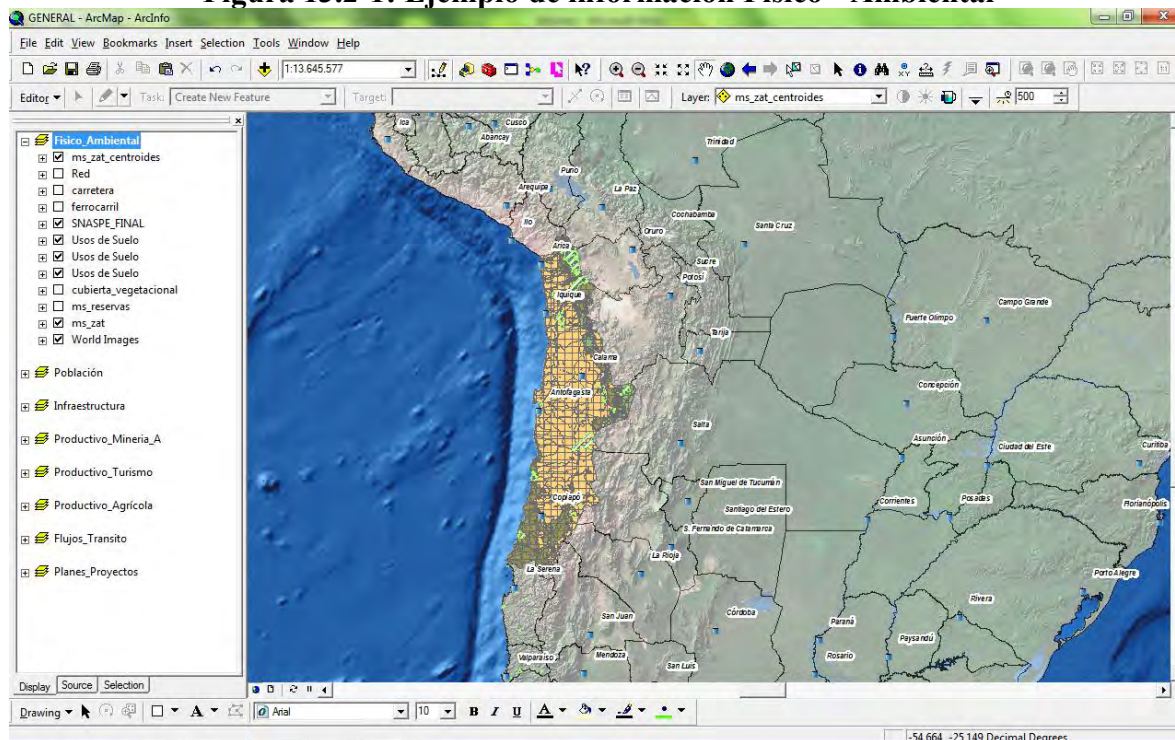 Figura 13.2-1: Ejemplo de información Físico - Ambiental
GENERAL - ArcMap - ArcInfo
File Edit View Bookmarks Insert Selection Tools Window Help
1:13.645.577
Editor Task: Create New Feature Target: Layer: ms_zat_centroides 500
Fisico_Ambiental
ms_zat_centroides
Red
carretera
ferrocarril
SNASPE_FINAL
Usos de Suelo
Usos de Suelo
Usos de Suelo
cubierta_vegetacional
ms_reservas
ms_zat
World Images
Población
Infraestructura
Productivo_Mineria_A
Productivo_Turismo
Productivo_Agrícola
Flujos_Transito
Planes_Proyectos
Ica
Cusco
Abancay
Trinidad
Puno
Arequipa
La Paz
Cochabamba
Santa Cruz
Ilo
Oruro
Arica
Sucre
Potosí
Iquique
Campo Grande
Fuerte Olimpo
Tarija
Calama
Concepción
Antofagasta
Salta
Asunción
Ciudad del Este
Curitiba
San Miguel de Tucumán
Copiapó
Santiago del Estero
Corrientes
Posadas
Florianópolis
S. Fernando de Catamarca
La Rioja
La Serena
Porto Alegre
Rivera
San Juan
Córdoba
Paraná
Paysandú
Valparaíso
Mendoza
San Luis
Rosario
Display Source Selection
Drawing A Arial 10 B I U A
-54,664 -25,149 Decimal Degrees